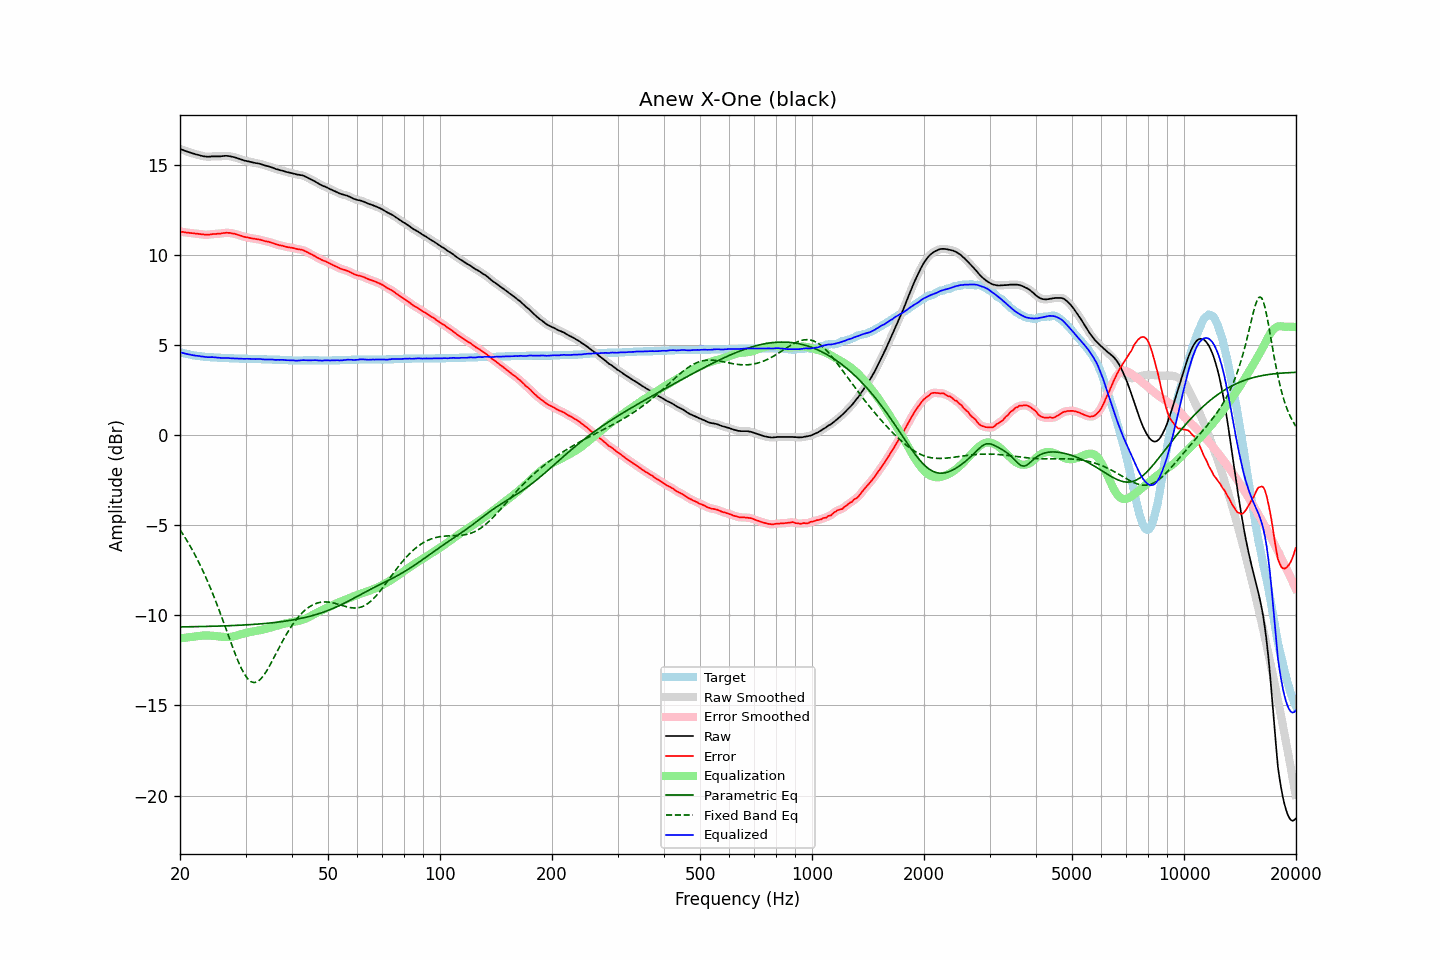 Anew X-One (black)
Amplitude (dBr)
15
10
5
0
−5
−10
−15
−20
Target
Raw Smoothed
Error Smoothed
Raw
Error
Equalization
Parametric Eq
Fixed Band Eq
Equalized
20 50 100 200 500 1000 2000 5000 10000 20000
Frequency (Hz)